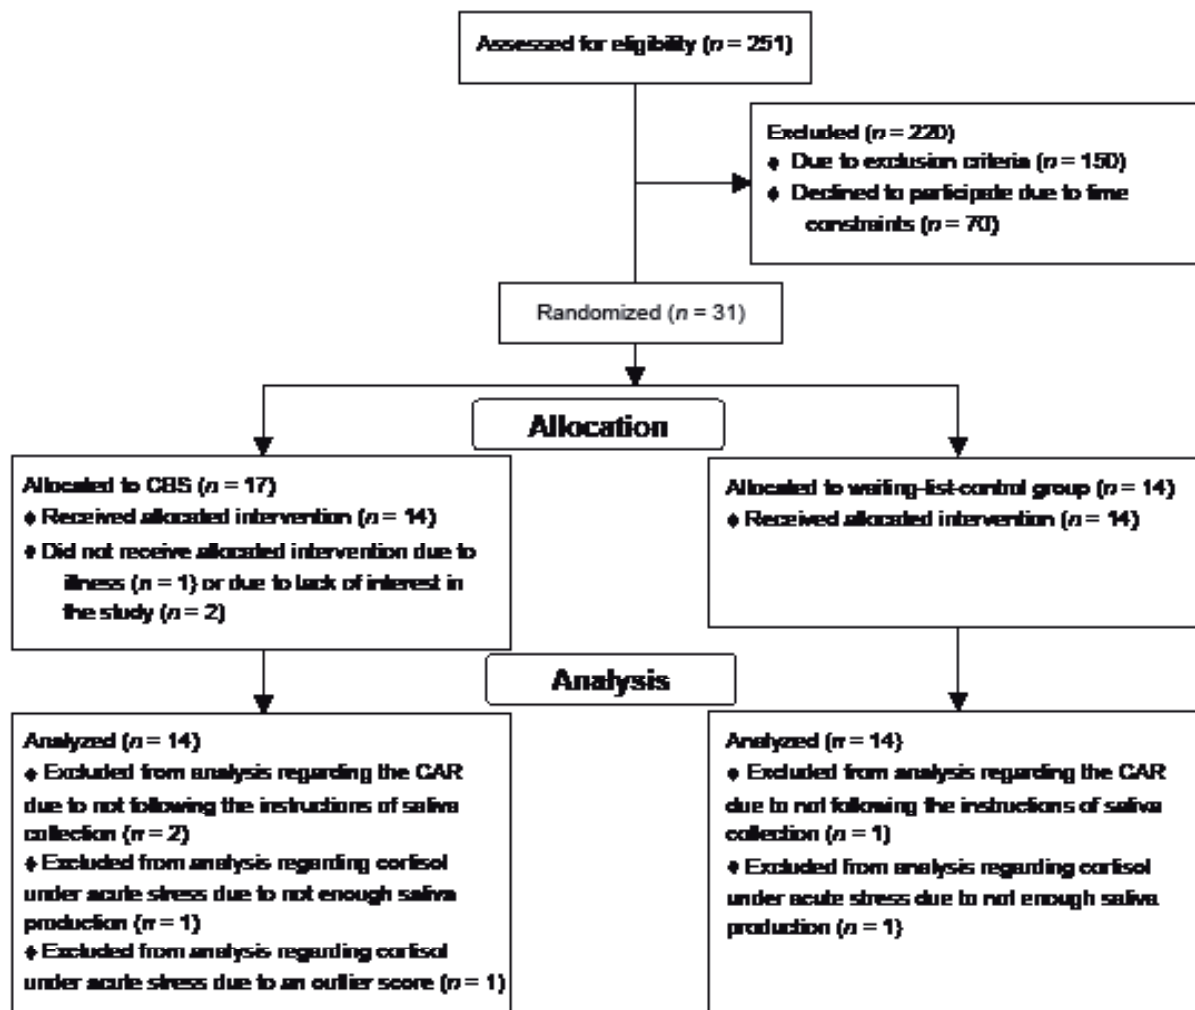 Assessed for eligibility (n = 251)
Excluded (n = 220)
♦ Due to exclusion criteria (n = 150)
♦ Declined to participate due to time
constraints (n = 70)
Randomized (n = 31)
Allocation
Allocated to CBS (n = 17)
♦ Received allocated intervention (n = 14)
♦ Did not receive allocated intervention due to
illness (n = 1) or due to lack of interest in
the study (n = 2)
Allocated to waiting-list-control group (n = 14)
♦ Received allocated intervention (n = 14)
Analysis
Analyzed (n = 14)
♦ Excluded from analysis regarding the CAR
due to not following the instructions of saliva
collection (n = 2)
♦ Excluded from analysis regarding cortisol
under acute stress due to not enough saliva
production (n = 1)
♦ Excluded from analysis regarding cortisol
under acute stress due to an outlier score (n = 1)
Analyzed (n = 14)
♦ Excluded from analysis regarding the CAR
due to not following the instructions of saliva
collection (n = 1)
♦ Excluded from analysis regarding cortisol
under acute stress due to not enough saliva
production (n = 1)